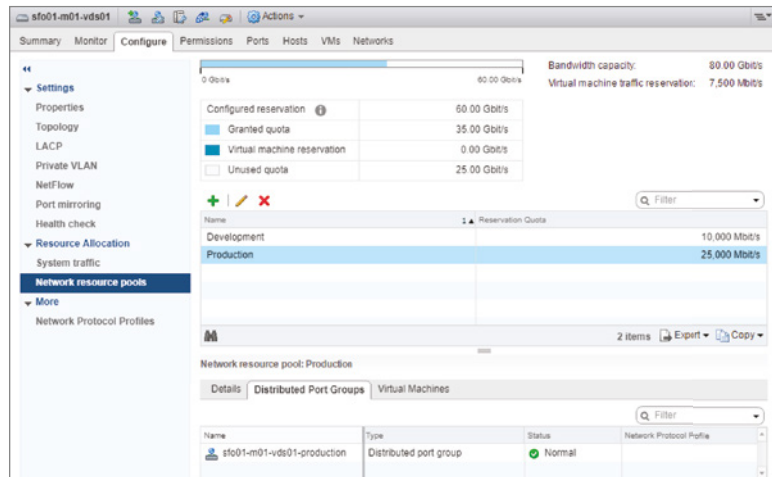 sfo01-m01-vds01 Actions
Summary Monitor Configure Permissions Ports Hosts VMs Networks
Settings
Properties
Topology
LACP
Private VLAN
NetFlow
Port mirroring
Health check
Resource Allocation
System traffic
Network resource pools
More
Network Protocol Profiles
0 Gbit/s 60.00 Gbit/s
Bandwidth capacity: 80.00 Gbit/s
Virtual machine traffic reservation: 7,500 Mbit/s
Configured reservation 60.00 Gbit/s
Granted quota 35.00 Gbit/s
Virtual machine reservation 0.00 Gbit/s
Unused quota 25.00 Gbit/s
Filter
Name 1 Reservation Quota
Development 10,000 Mbit/s
Production 25,000 Mbit/s
2 items Export Copy
Network resource pool: Production
Details Distributed Port Groups Virtual Machines
Filter
Name Type Status Network Protocol Profile
sfo01-m01-vds01-production Distributed port group Normal